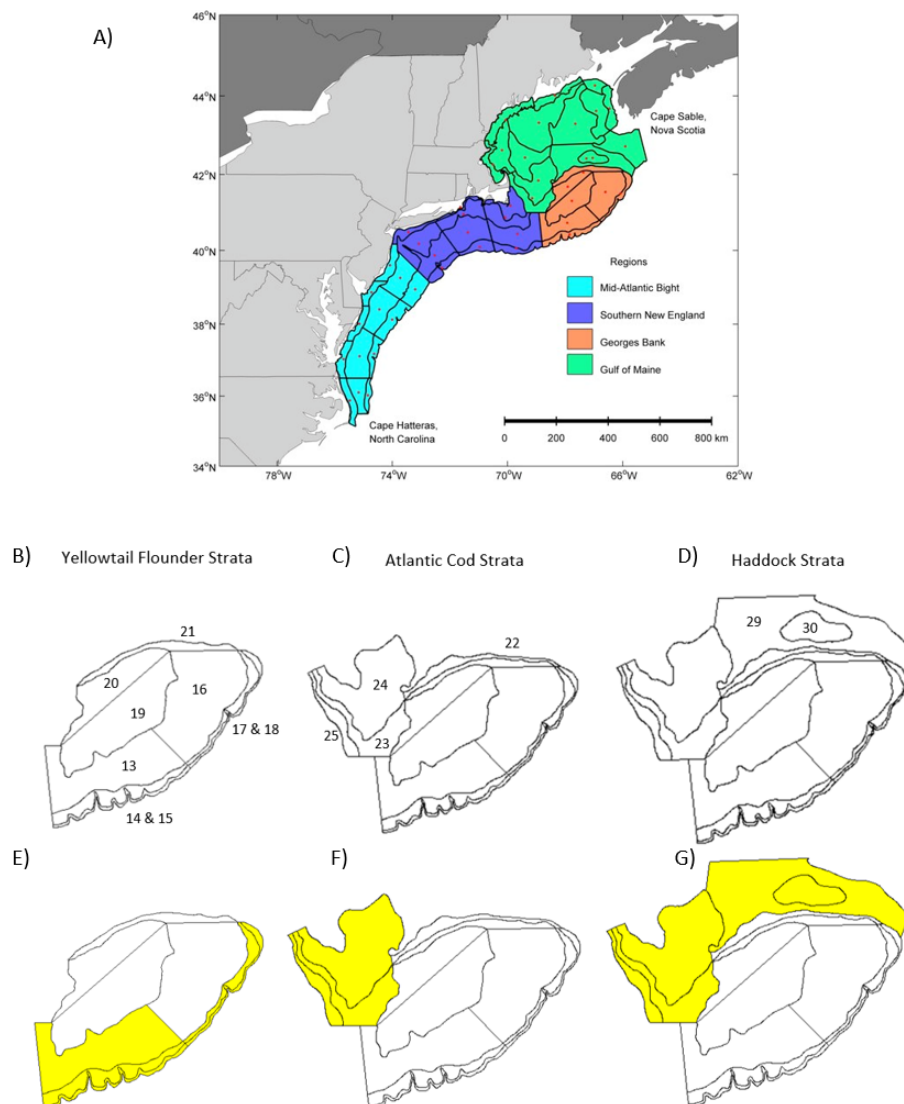 A)
46°N
44°N
42°N
40°N
38°N
36°N
34°N
78°W
74°W
70°W
66°W
62°W
Cape Sable,
Nova Scotia
Regions
Mid-Atlantic Bight
Southern New England
Georges Bank
Gulf of Maine
Cape Hatteras,
North Carolina
0 200 400 600 800 km
B) Yellowtail Flounder Strata
21
20
16
19
17 & 18
13
14 & 15
C) Atlantic Cod Strata
22
24
25
23
D) Haddock Strata
29
30
E)
F)
G)